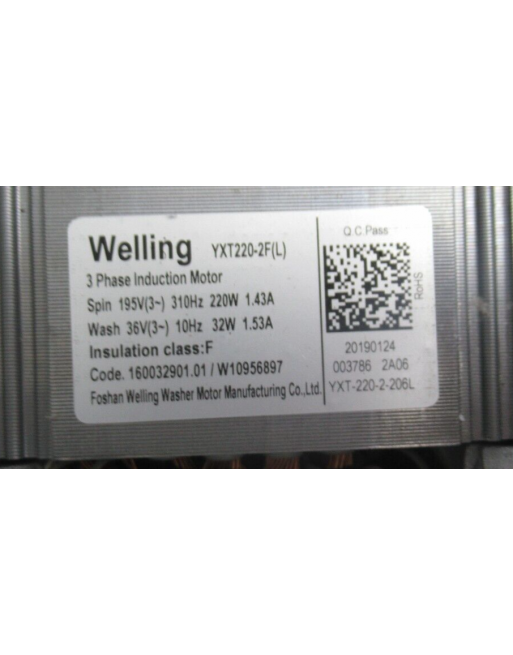 Welling YXT220-2F(L)
3 Phase Induction Motor
Spin 195V(3~) 310Hz 220W 1.43A
Wash 36V(3~) 10Hz 32W 1.53A
Insulation class:F
Code. 160032901.01 / W10956897
Foshan Welling Washer Motor Manufacturing Co.,Ltd.
Q.C.Pass
RoHS
20190124
003786 2A06
YXT-220-2-206L